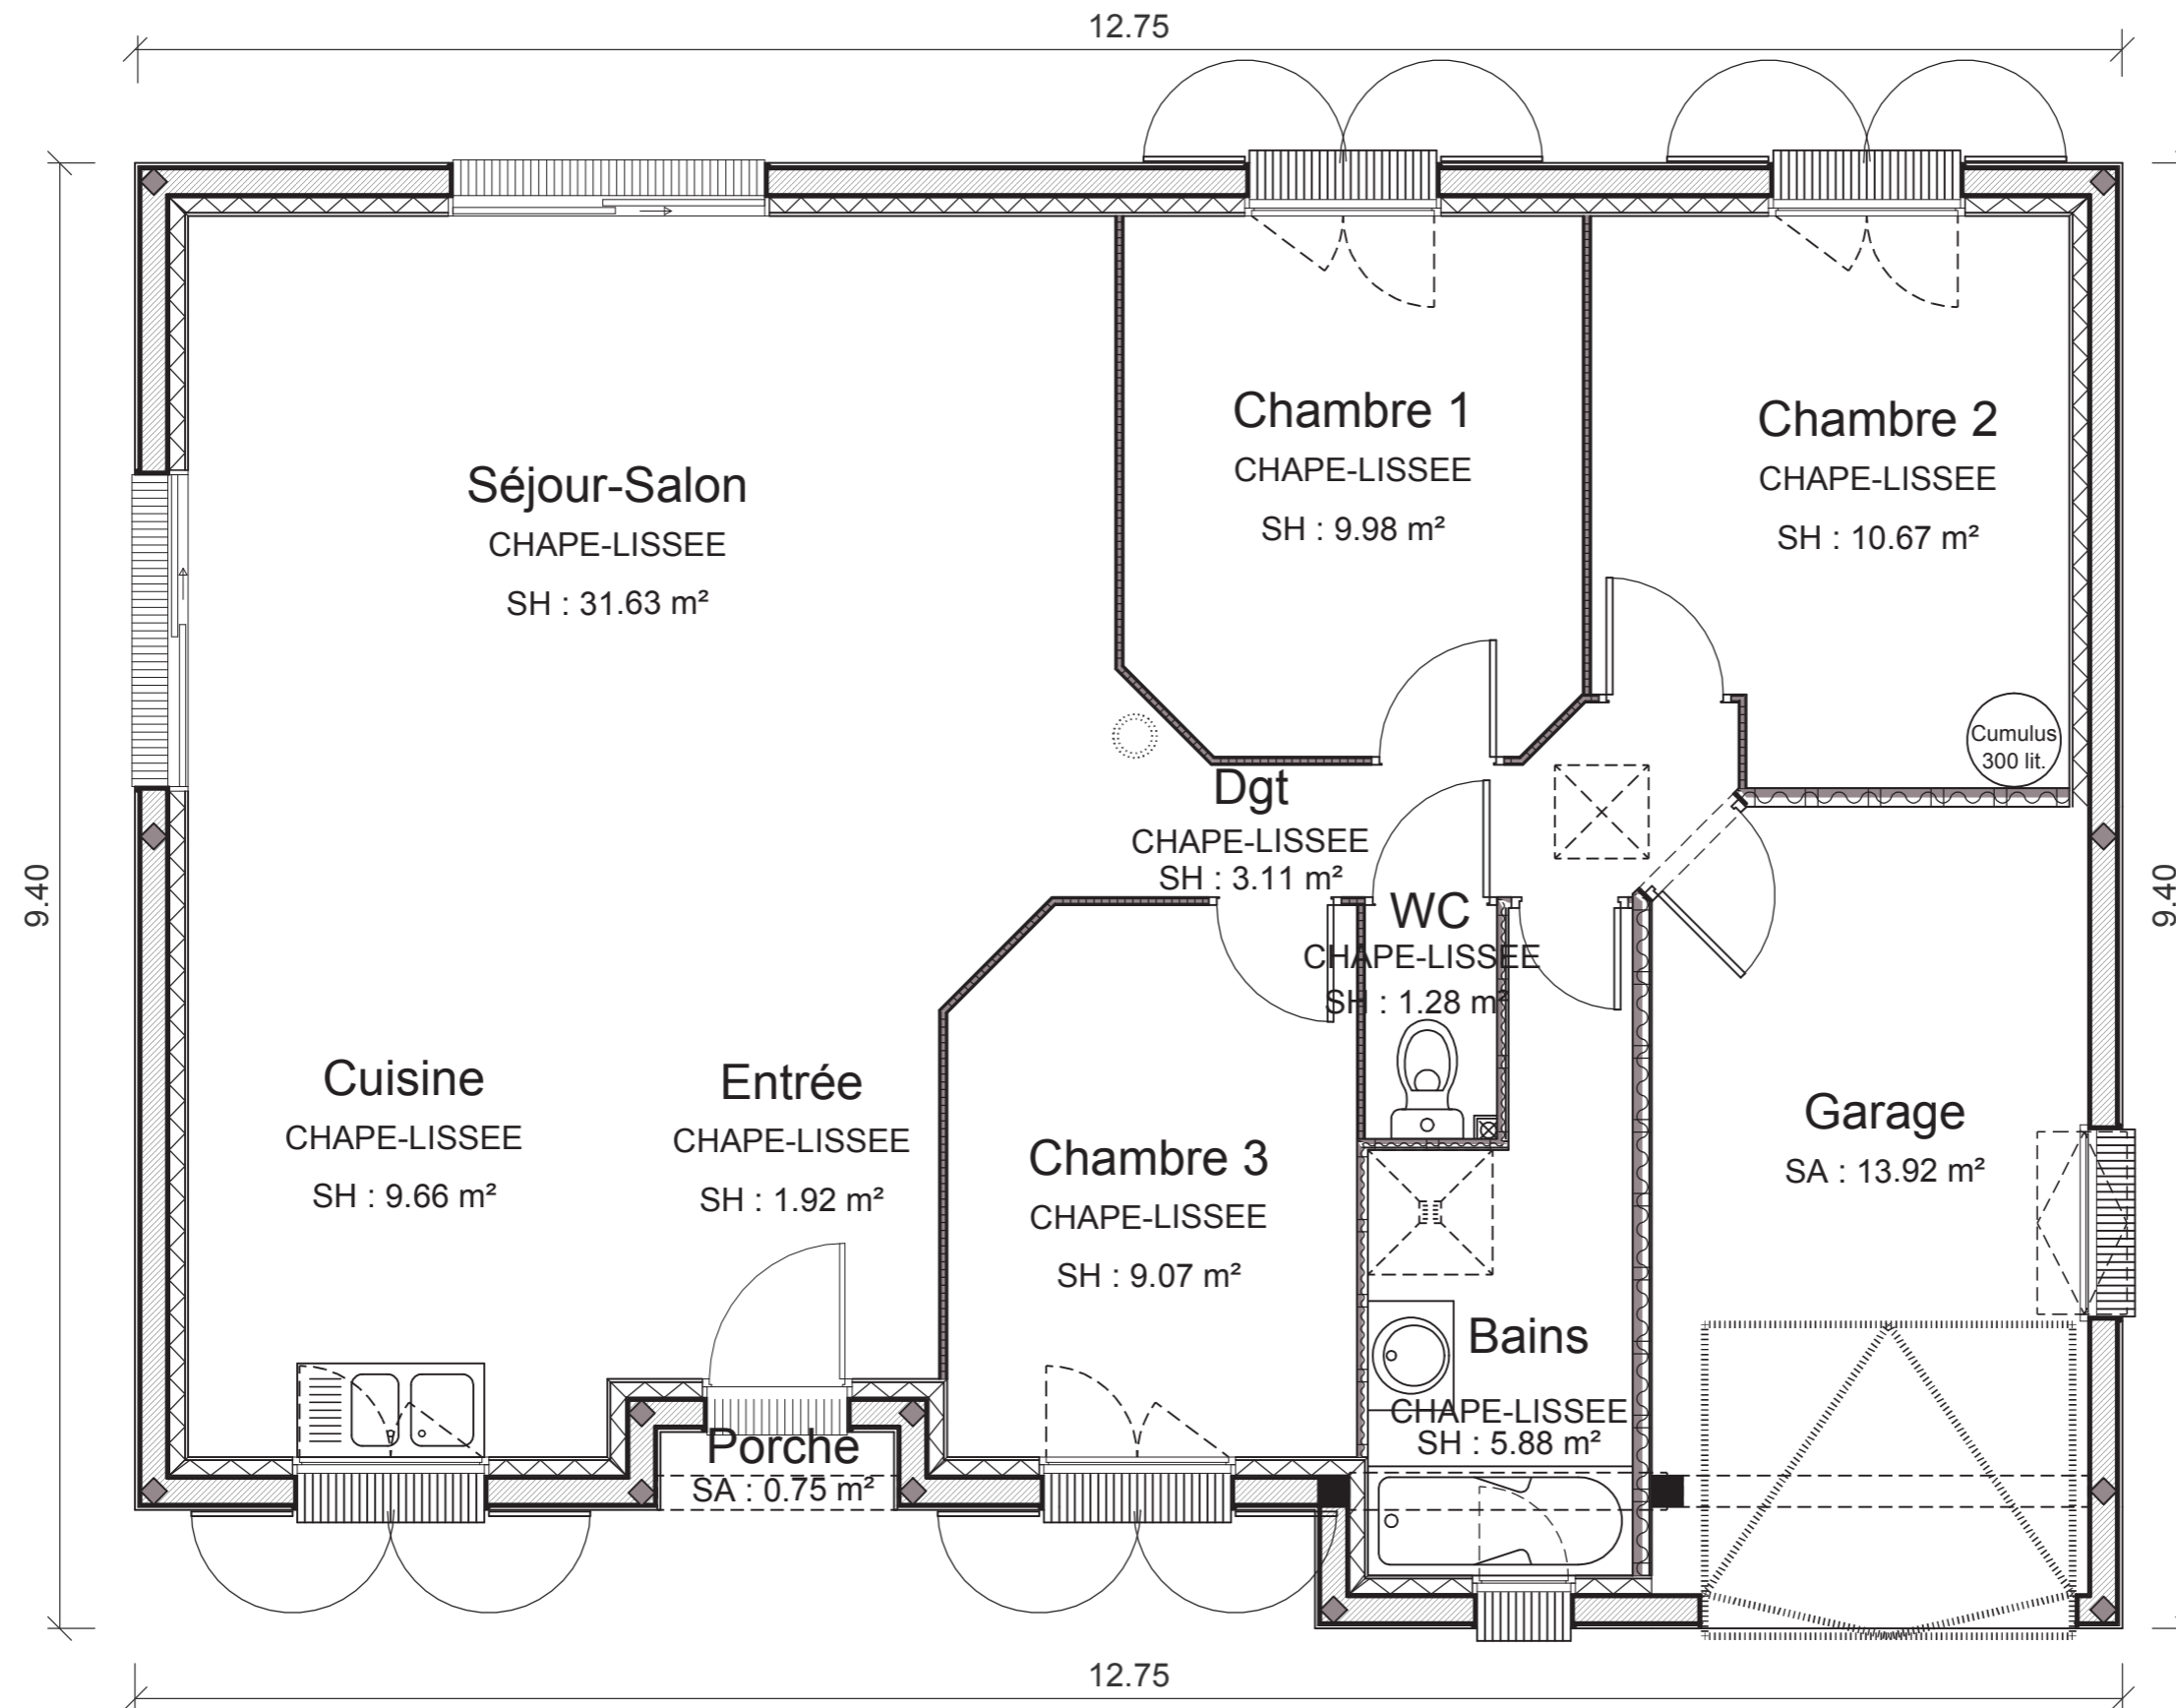 12.75
Séjour-Salon
CHAPE-LISSEE
SH : 31.63 m²
Chambre 1
CHAPE-LISSEE
SH : 9.98 m²
Chambre 2
CHAPE-LISSEE
SH : 10.67 m²
Cumulus
300 lit.
Dgt
CHAPE-LISSEE
SH : 3.11 m²
9.40
9.40
WC
CHAPE-LISSEE
SH : 1.28 m²
Cuisine
CHAPE-LISSEE
SH : 9.66 m²
Entrée
CHAPE-LISSEE
SH : 1.92 m²
Chambre 3
CHAPE-LISSEE
SH : 9.07 m²
Garage
SA : 13.92 m²
Bains
CHAPE-LISSEE
SH : 5.88 m²
Porche
SA : 0.75 m²
12.75